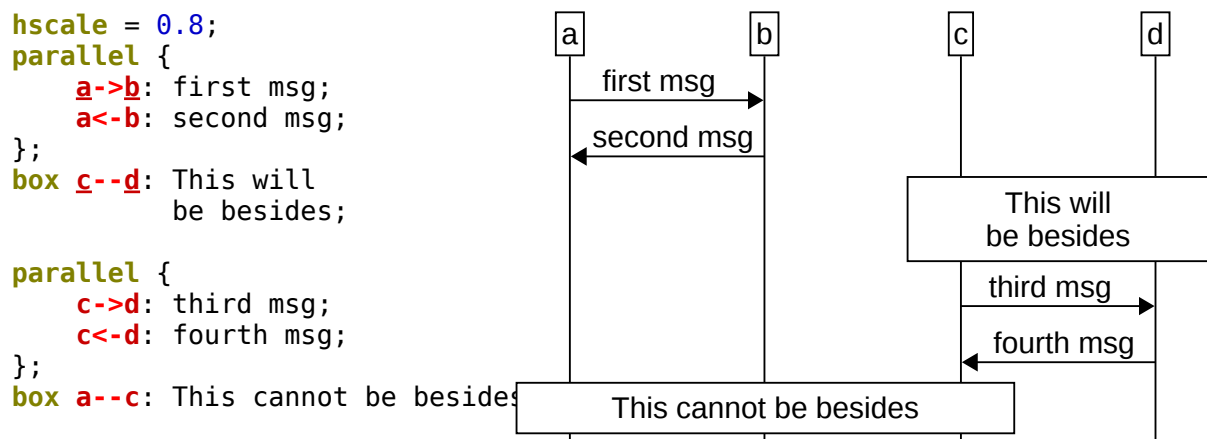 hscale = 0.8;
parallel {
    a->b: first msg;
    a<-b: second msg;
};
box c--d: This will
          be besides;

parallel {
    c->d: third msg;
    c<-d: fourth msg;
};
box a--c: This cannot be besides
a b c d
first msg
second msg
This will
be besides
third msg
fourth msg
This cannot be besides